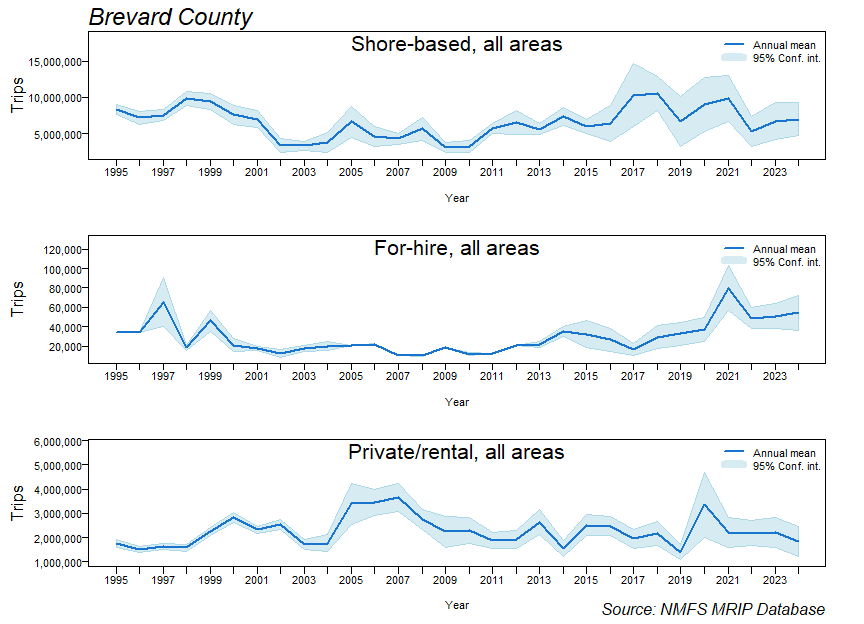 Brevard County
Shore-based, all areas
Annual mean
95% Conf. int.
15,000,000
10,000,000
5,000,000
Trips
1995 1997 1999 2001 2003 2005 2007 2009 2011 2013 2015 2017 2019 2021 2023
Year
For-hire, all areas
Annual mean
95% Conf. int.
120,000
100,000
80,000
60,000
40,000
20,000
Trips
1995 1997 1999 2001 2003 2005 2007 2009 2011 2013 2015 2017 2019 2021 2023
Year
Private/rental, all areas
Annual mean
95% Conf. int.
6,000,000
5,000,000
4,000,000
3,000,000
2,000,000
1,000,000
Trips
1995 1997 1999 2001 2003 2005 2007 2009 2011 2013 2015 2017 2019 2021 2023
Year
Source: NMFS MRIP Database